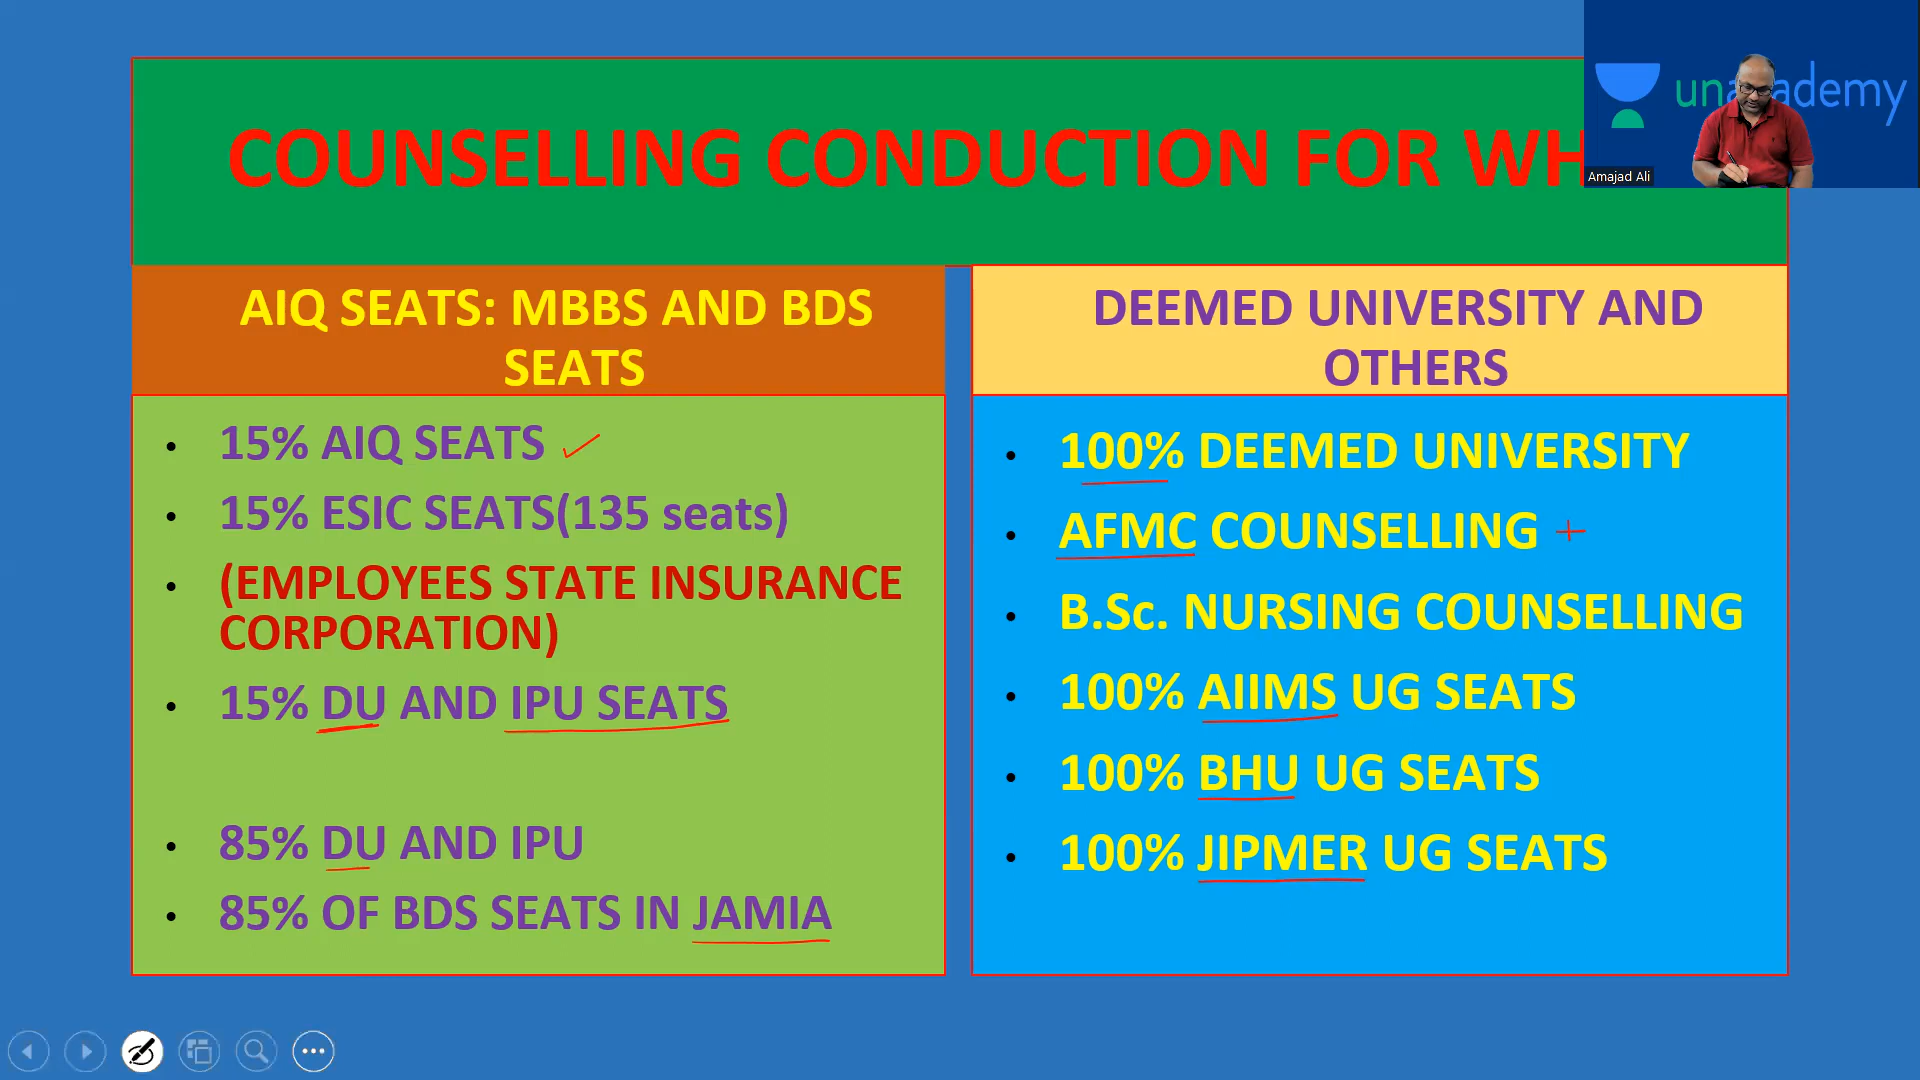 COUNSELLING CONDUCTION FOR WH
unacademy
Amajad Ali
AIQ SEATS: MBBS AND BDS
SEATS
• 15% AIQ SEATS
• 15% ESIC SEATS(135 seats)
• (EMPLOYEES STATE INSURANCE
CORPORATION)
• 15% DU AND IPU SEATS
• 85% DU AND IPU
• 85% OF BDS SEATS IN JAMIA
DEEMED UNIVERSITY AND
OTHERS
• 100% DEEMED UNIVERSITY
• AFMC COUNSELLING +
• B.Sc. NURSING COUNSELLING
• 100% AIIMS UG SEATS
• 100% BHU UG SEATS
• 100% JIPMER UG SEATS